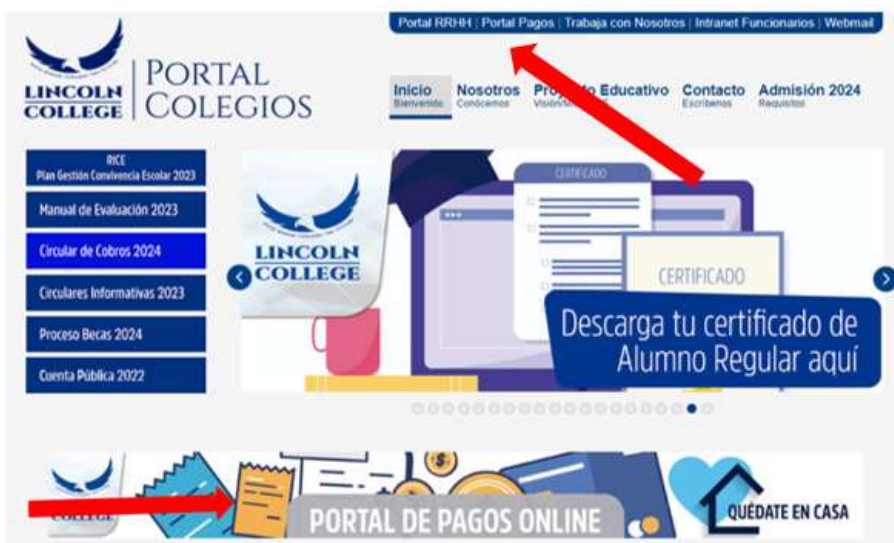 Portal RRHH | Portal Pagos | Trabaja con Nosotros | Intranet Funcionarios | Webmail
LINCOLN
COLLEGE
PORTAL
COLEGIOS
Inicio
Bienvenido
Nosotros
Conócemos
Educativo
Contacto
Escríbenos
Admisión 2024
Requisitos
RICE
Plan Gestión Convivencia Escolar 2023
Manual de Evaluación 2023
Circular de Cobros 2024
Circulares Informativas 2023
Proceso Becas 2024
Cuenta Pública 2022
LINCOLN
COLLEGE
CERTIFICADO
CERTIFICADO
Descarga tu certificado de
Alumno Regular aquí
PORTAL DE PAGOS ONLINE
QUÉDATE EN CASA